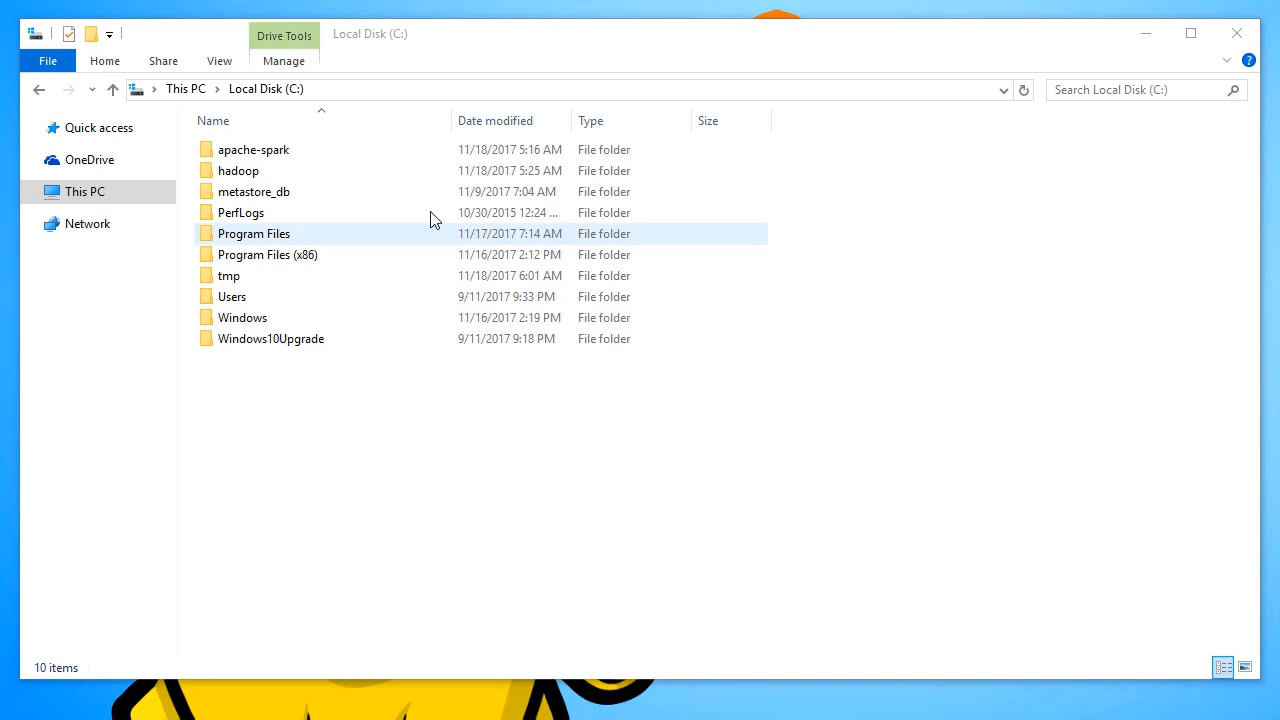 Drive Tools Local Disk (C:)
File Home Share View Manage
This PC Local Disk (C:) Search Local Disk (C:)
Name Date modified Type Size
Quick access
OneDrive
This PC
Network
apache-spark 11/18/2017 5:16 AM File folder
hadoop 11/18/2017 5:25 AM File folder
metastore_db 11/9/2017 7:04 AM File folder
PerfLogs 10/30/2015 12:24 ... File folder
Program Files 11/17/2017 7:14 AM File folder
Program Files (x86) 11/16/2017 2:12 PM File folder
tmp 11/18/2017 6:01 AM File folder
Users 9/11/2017 9:33 PM File folder
Windows 11/16/2017 2:19 PM File folder
Windows10Upgrade 9/11/2017 9:18 PM File folder
10 items